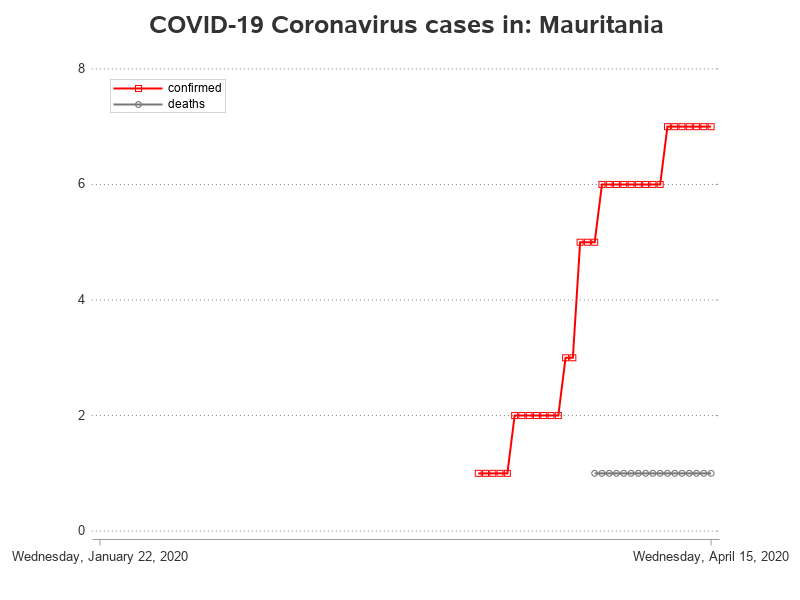 COVID-19 Coronavirus cases in: Mauritania
8
confirmed
deaths
6
4
2
0
Wednesday, January 22, 2020
Wednesday, April 15, 2020